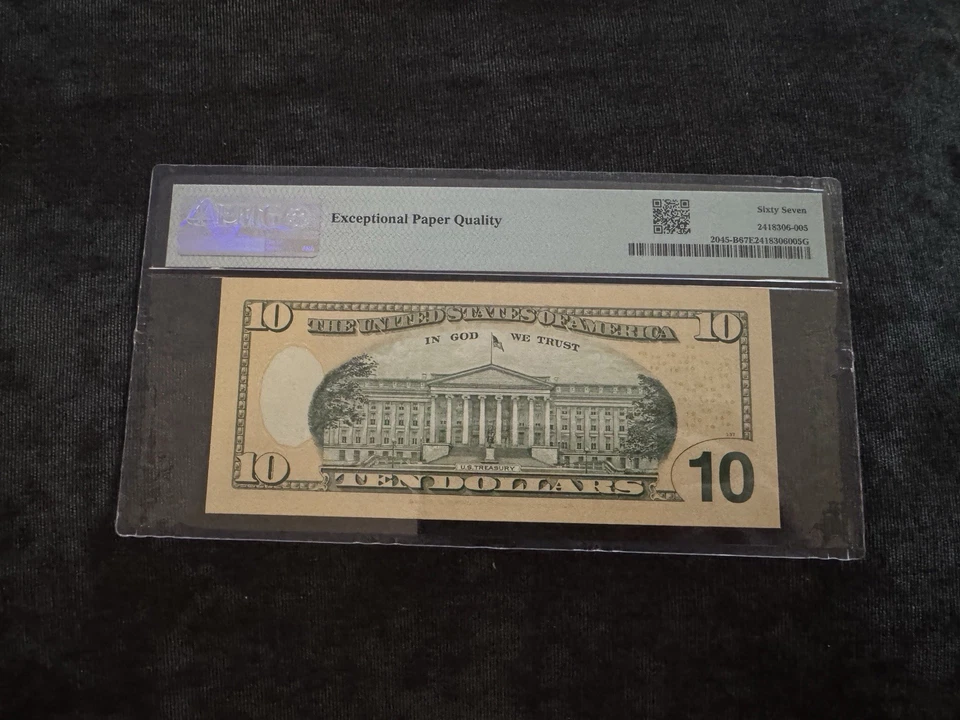 PMG
Exceptional Paper Quality
Sixty Seven
2418306-005
2045-B67E2418306005G
10 THE UNITED STATES OF AMERICA 10
IN GOD WE TRUST
U.S. TREASURY
10 TEN DOLLARS 10